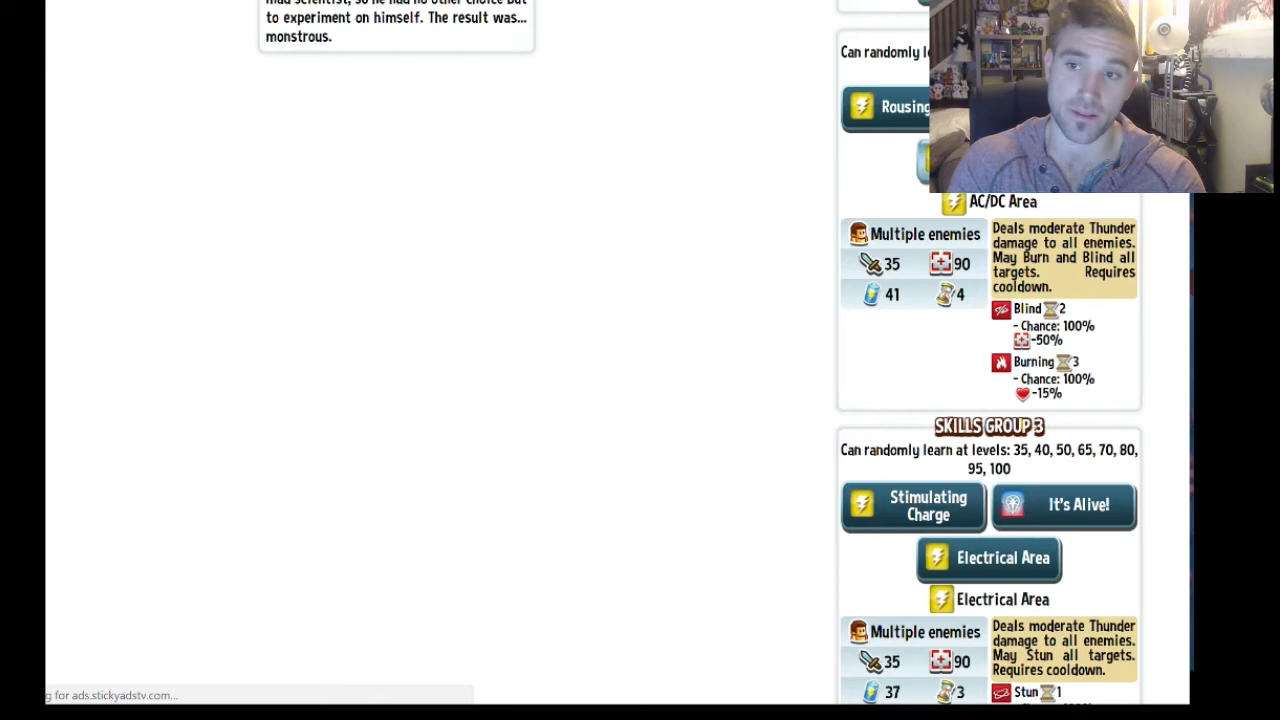 to experiment on himself. The result was...
monstrous.
Can randomly
Rousing
AC/DC Area
Multiple enemies
35
90
41
4
Deals moderate Thunder
damage to all enemies.
May Burn and Blind all
targets. Requires
cooldown.
Blind 2
- Chance: 100%
-50%
Burning 3
- Chance: 100%
-15%
SKILLS GROUP 3
Can randomly learn at levels: 35, 40, 50, 65, 70, 80,
95, 100
Stimulating
Charge
It's Alive!
Electrical Area
Electrical Area
Multiple enemies
35
90
37
3
Deals moderate Thunder
damage to all enemies.
May Stun all targets.
Requires cooldown.
Stun 1
g for ads.stickyadstv.com...